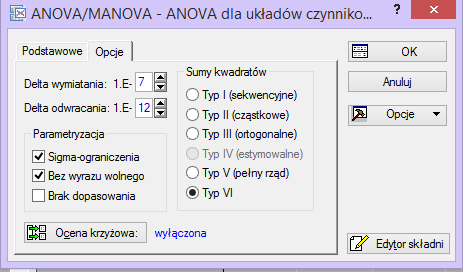 ANOVA/MANOVA - ANOVA dla układów czynniko...
Podstawowe
Opcje
Delta wymiatania: 1.E- 7
Delta odwracania: 1.E- 12
Parametryzacja
Sigma-ograniczenia
Bez wyrazu wolnego
Brak dopasowania
Ocena krzyżowa:
wyłączona
Sumy kwadratów
Typ I (sekwencyjne)
Typ II (cząstkowe)
Typ III (ortogonalne)
Typ IV (estymowalne)
Typ V (pełny rząd)
Typ VI
OK
Anuluj
Opcje
Edytor składni